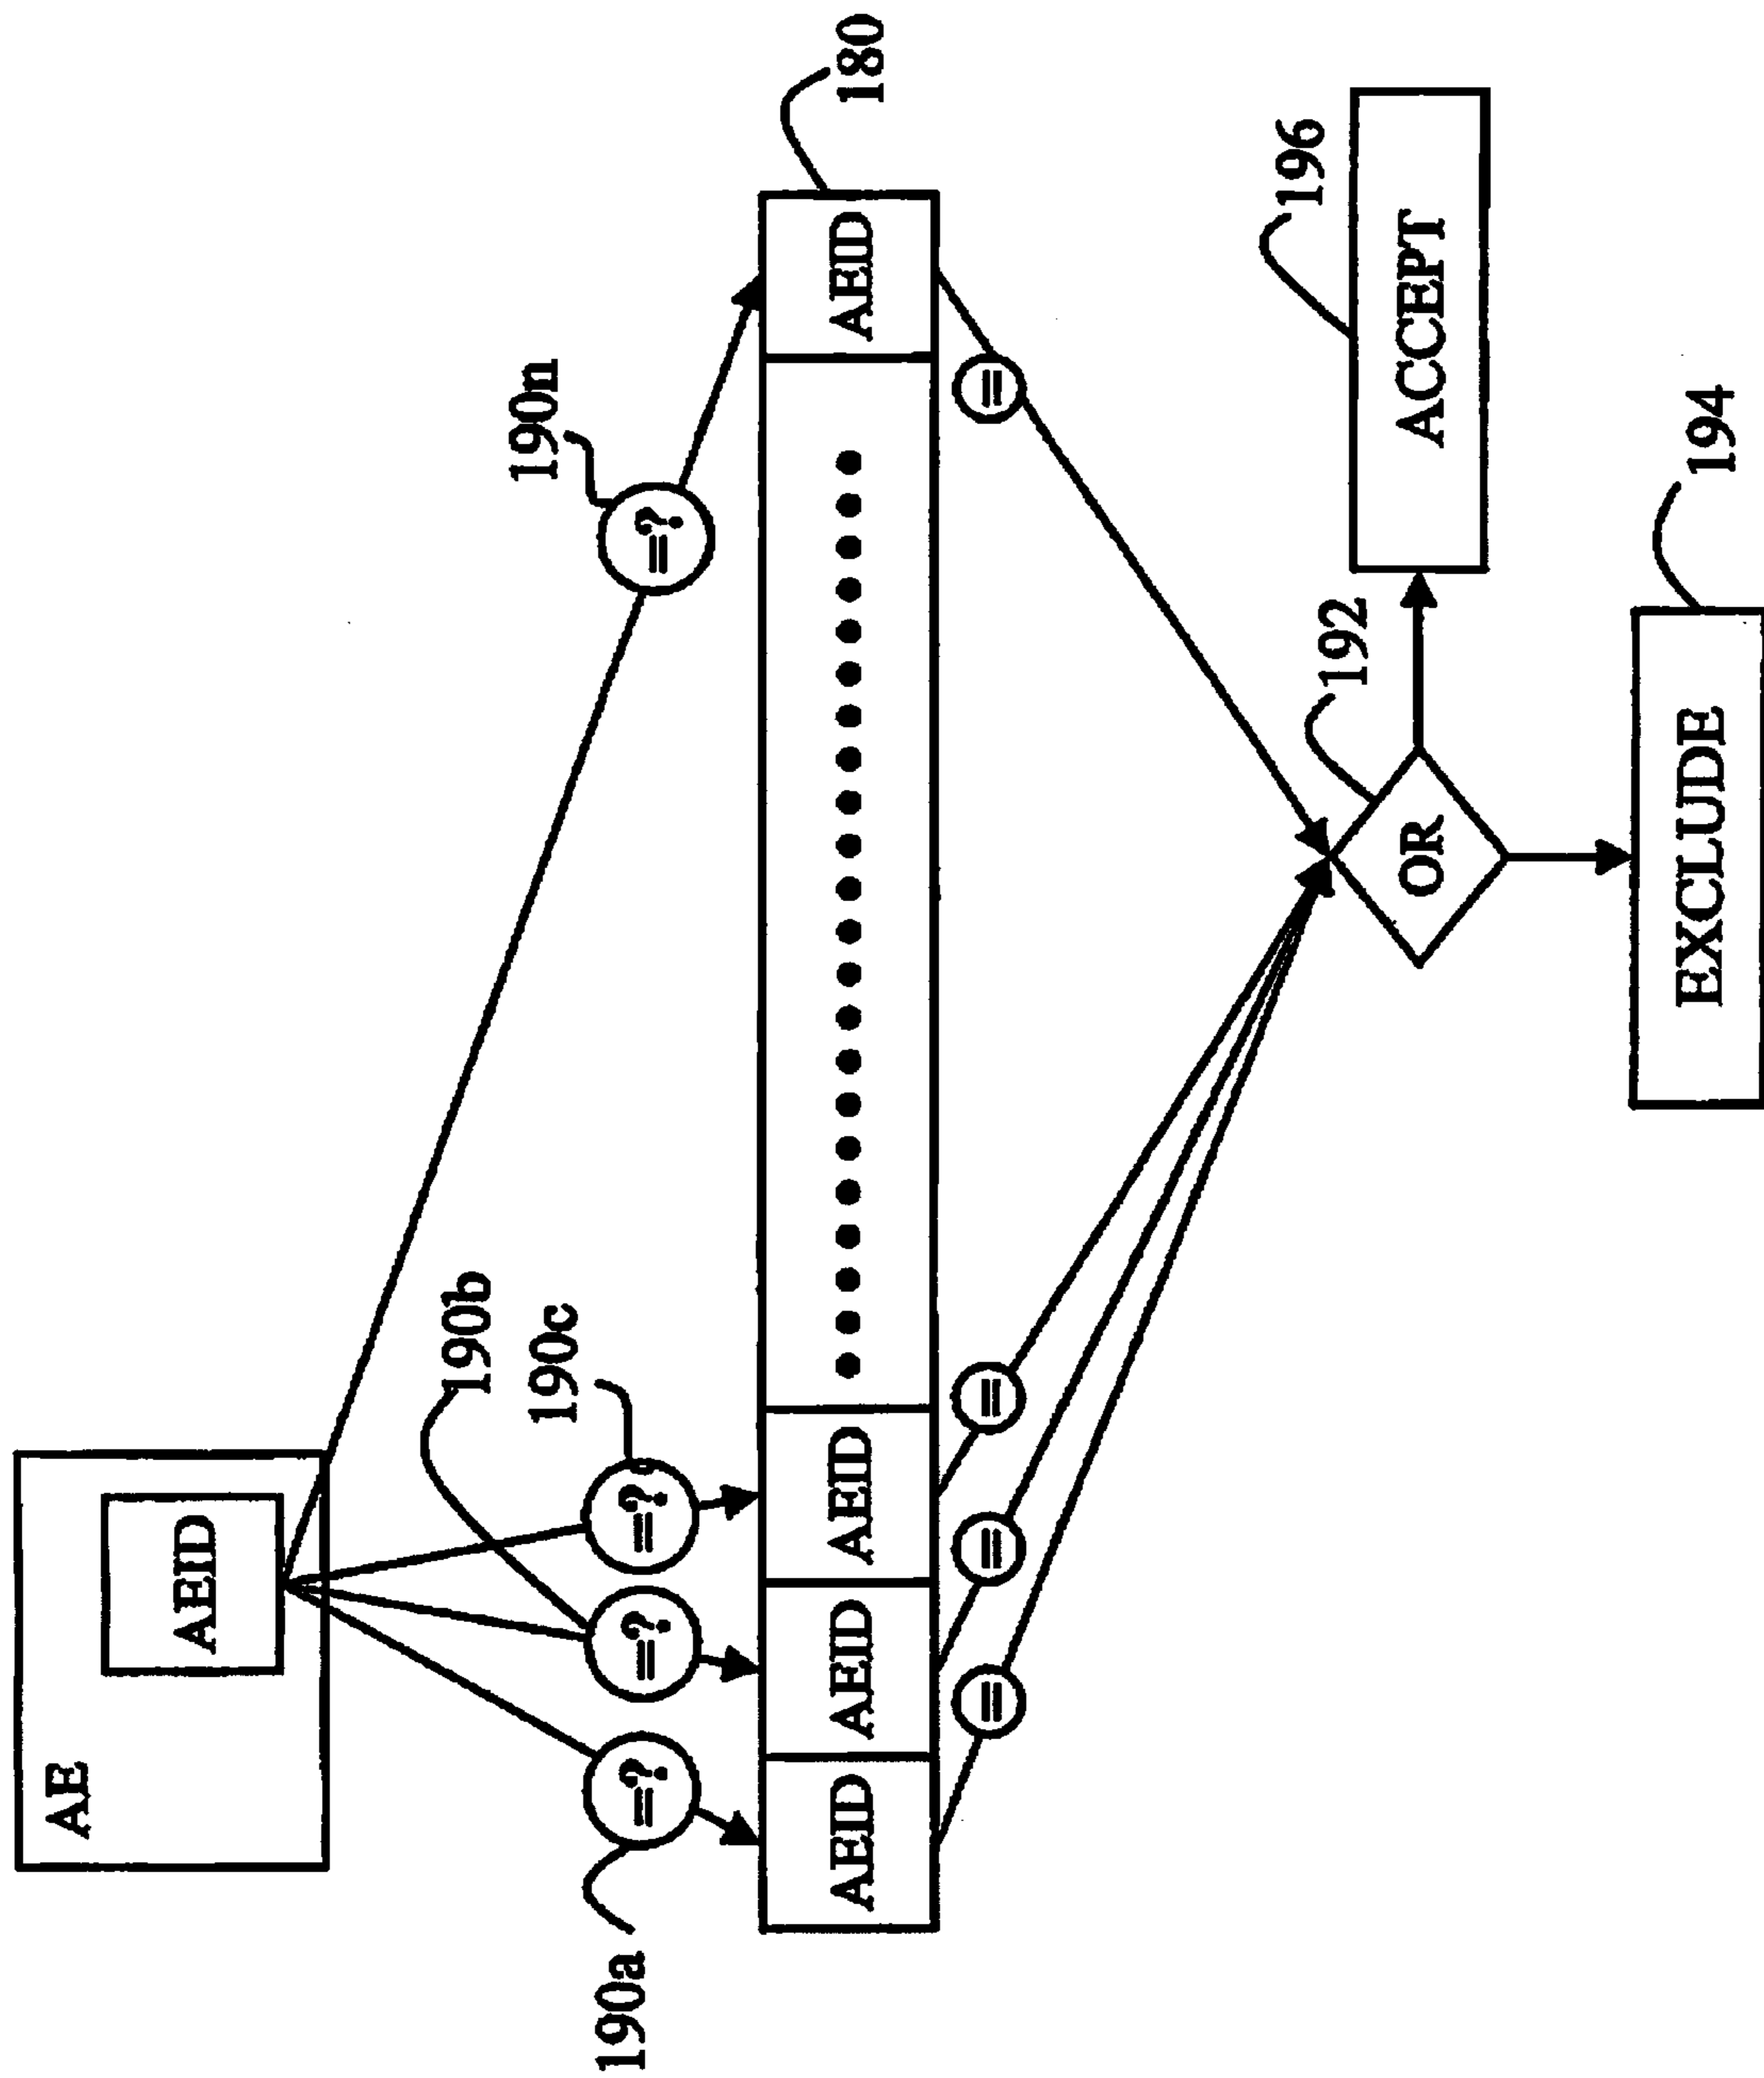 AE
AEID
190b
190n
190c
190a
=? =? =? =?
AEID AEID AEID AEID
180
= = = =
196
192
OR
ACCEPT
EXCLUDE
194